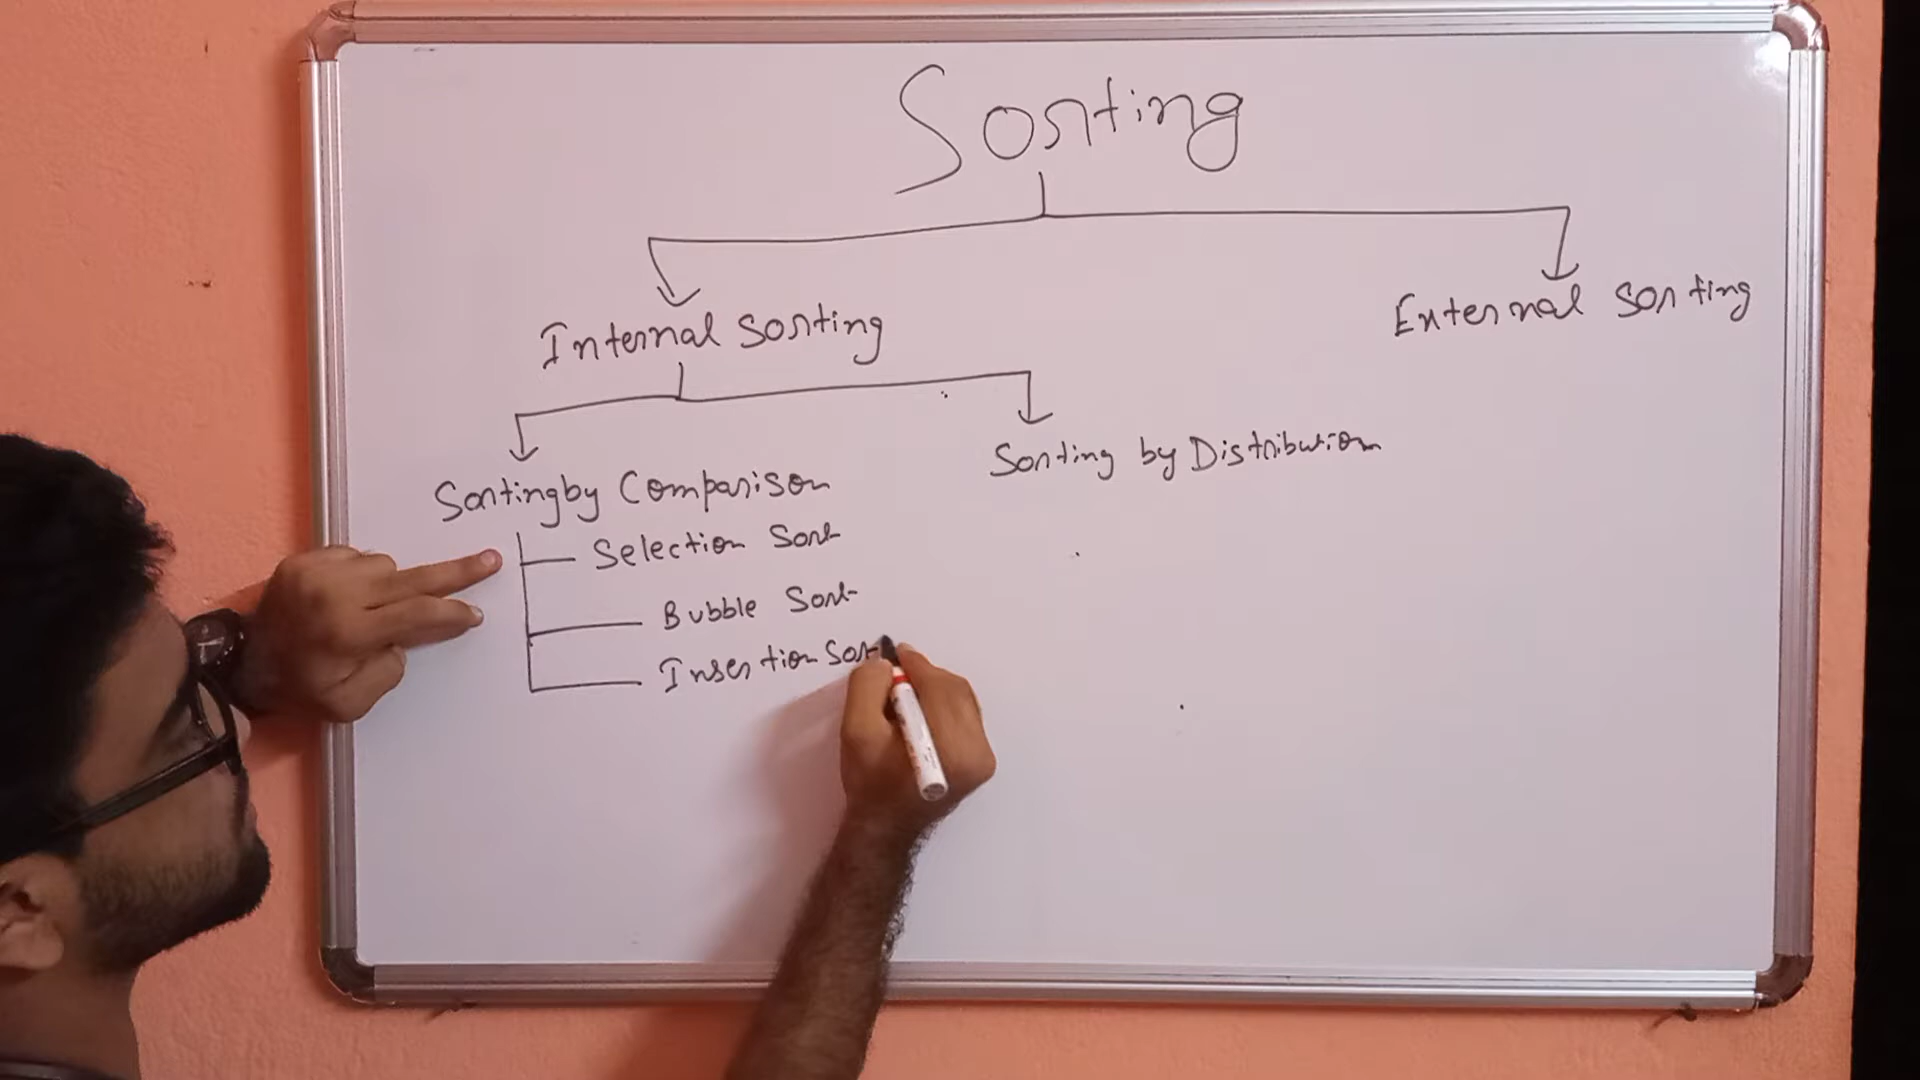 Sorting
Internal Sorting
External Sorting
Sorting by Comparison
Sorting by Distribution
Selection Sort
Bubble Sort
Insertion Sort